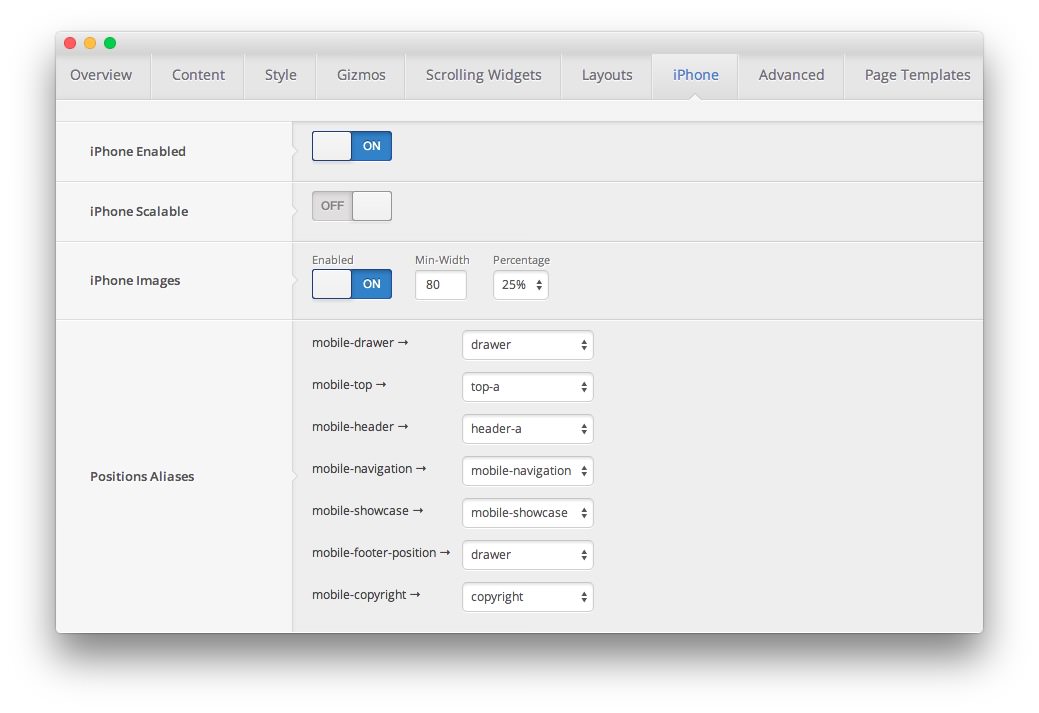 Overview Content Style Gizmos Scrolling Widgets Layouts iPhone Advanced Page Templates
iPhone Enabled ON
iPhone Scalable OFF
Enabled Min-Width Percentage
iPhone Images ON 80 25%
mobile-drawer → drawer
mobile-top → top-a
mobile-header → header-a
mobile-navigation → mobile-navigation
Positions Aliases
mobile-showcase → mobile-showcase
mobile-footer-position → drawer
mobile-copyright → copyright